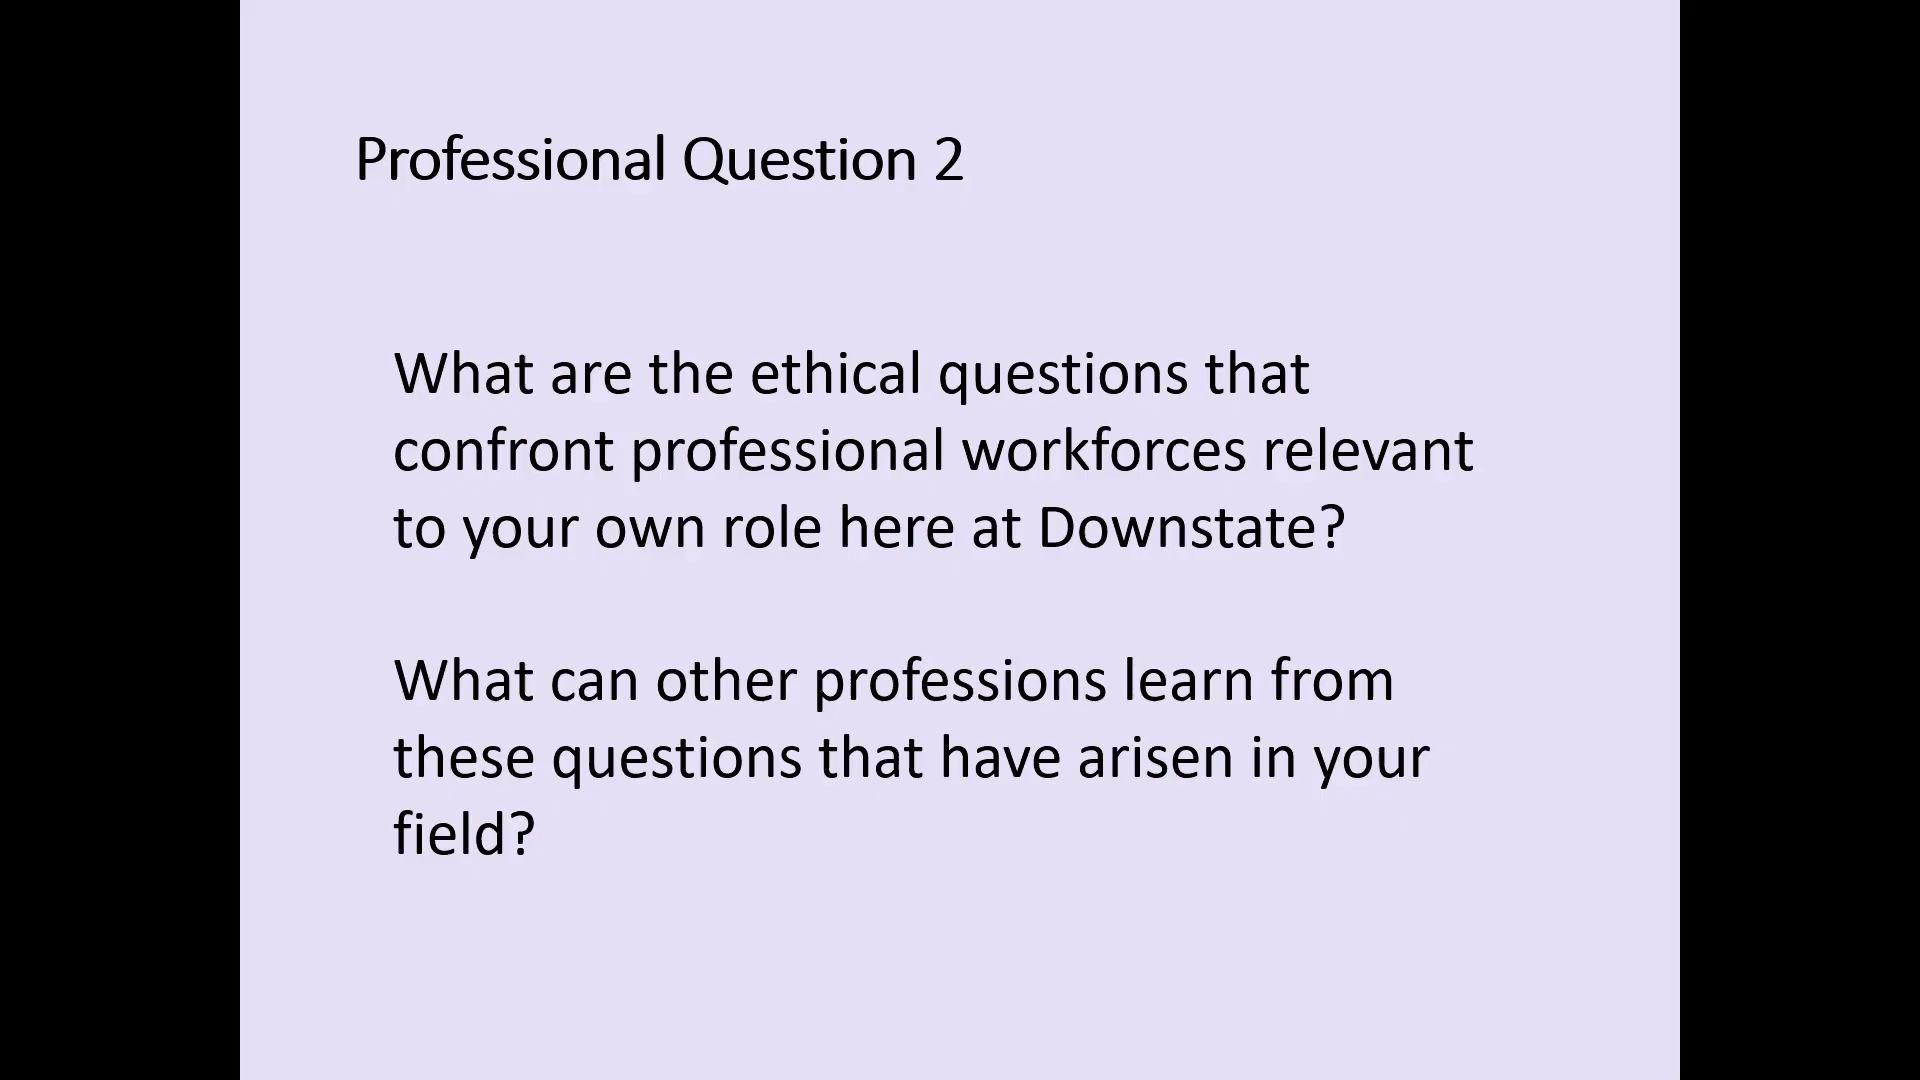 Professional Question 2
What are the ethical questions that
confront professional workforces relevant
to your own role here at Downstate?
What can other professions learn from
these questions that have arisen in your
field?